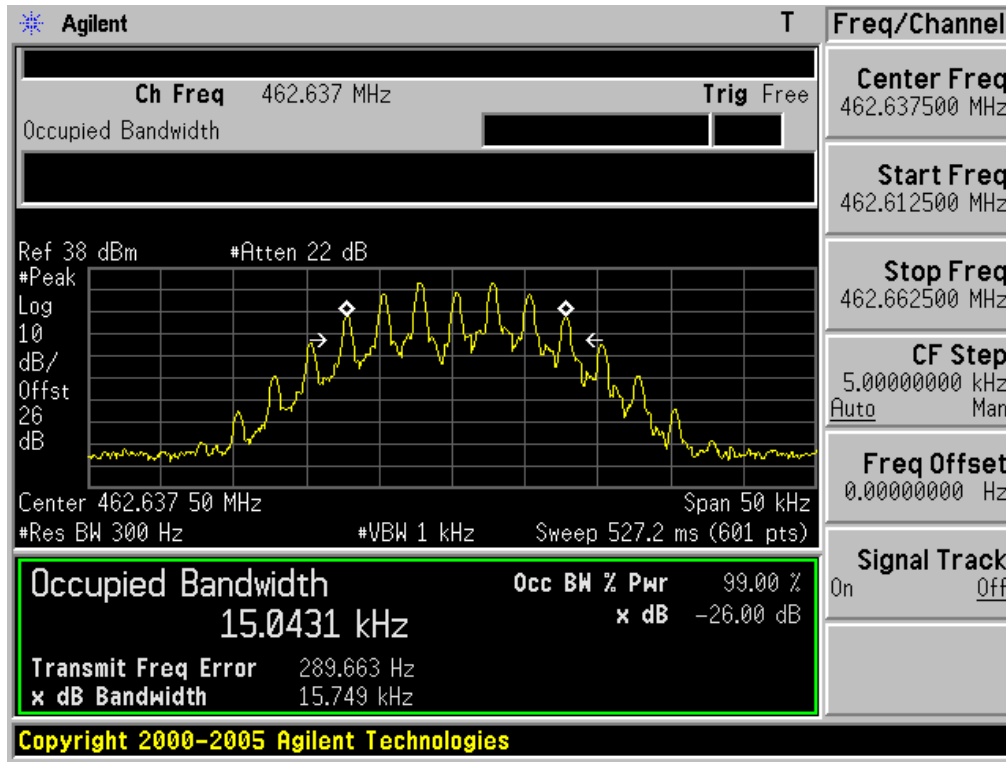 Agilent T
Ch Freq 462.637 MHz Trig Free
Occupied Bandwidth
Ref 38 dBm #Atten 22 dB
#Peak
Log
10
dB/
Offst
26
dB
Center 462.637 50 MHz Span 50 kHz
#Res BW 300 Hz #VBW 1 kHz Sweep 527.2 ms (601 pts)
Occupied Bandwidth Occ BW % Pwr 99.00 %
15.0431 kHz x dB -26.00 dB
Transmit Freq Error 289.663 Hz
x dB Bandwidth 15.749 kHz
Copyright 2000-2005 Agilent Technologies
Freq/Channel
Center Freq
462.637500 MHz
Start Freq
462.612500 MHz
Stop Freq
462.662500 MHz
CF Step
5.00000000 kHz
Auto Man
Freq Offset
0.00000000 Hz
Signal Track
On Off